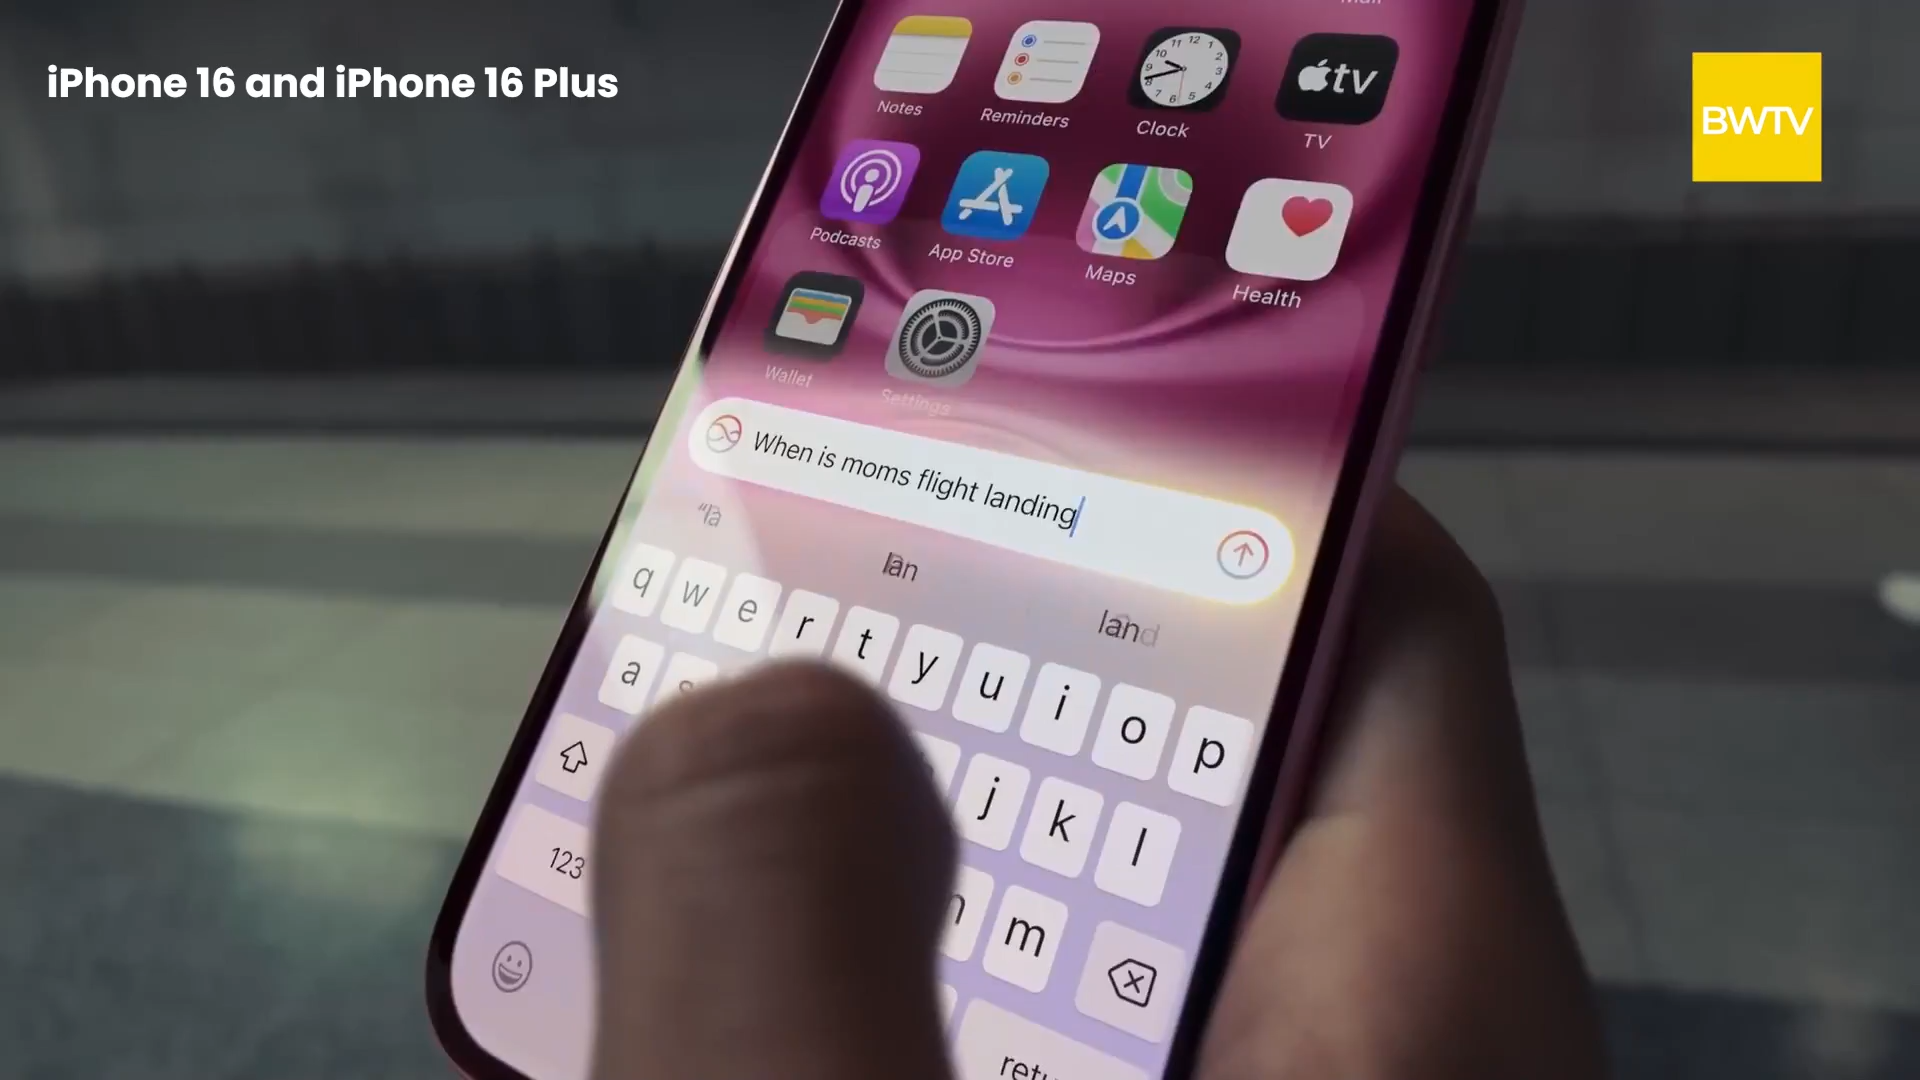 iPhone 16 and iPhone 16 Plus
BWTV
Notes
Reminders
Clock
tv
TV
Podcasts
App Store
Maps
Health
Wallet
Settings
When is moms flight landing
"la
lan
land
q w e r t y u i o p
a s j k l
m
123